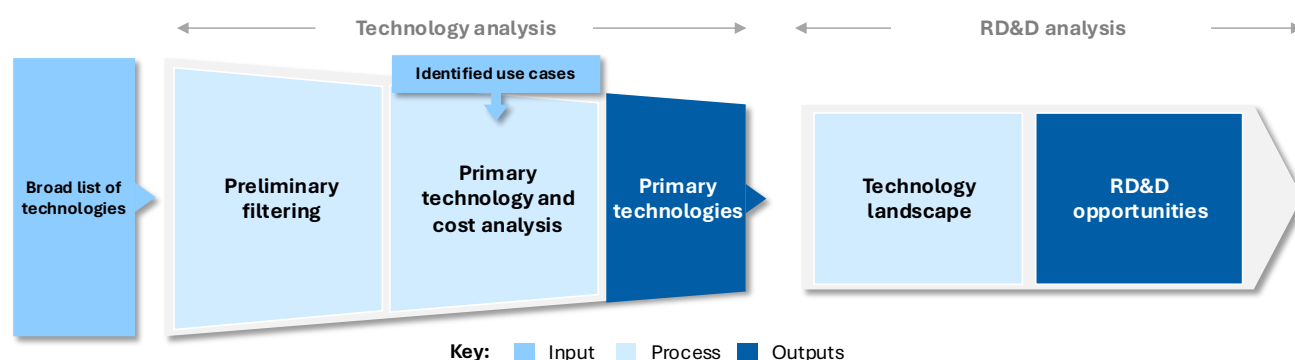 Technology analysis
RD&D analysis
Identified use cases
Broad list of
technologies
Preliminary
filtering
Primary
technology and
cost analysis
Primary
technologies
Technology
landscape
RD&D
opportunities
Key: Input Process Outputs